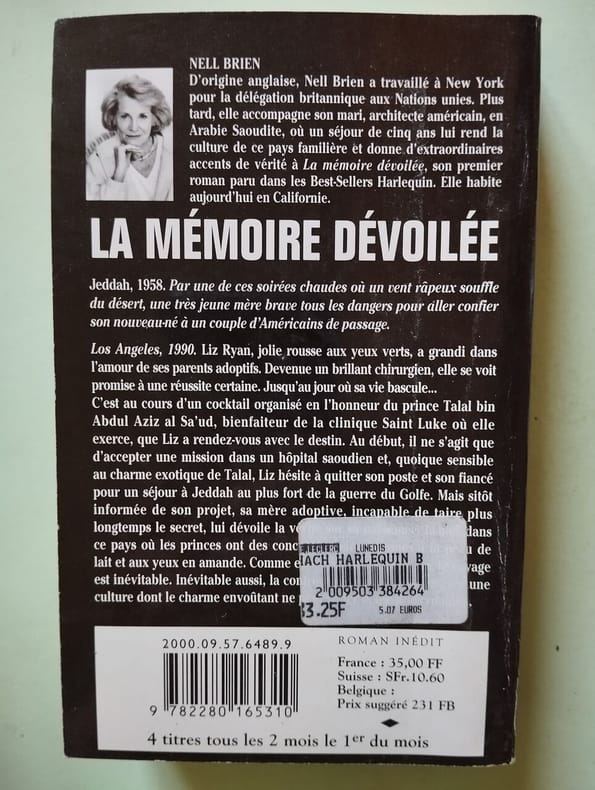 NELL BRIEN
D'origine anglaise, Nell Brien a travaillé à New York
pour la délégation britannique aux Nations unies. Plus
tard, elle accompagne son mari, architecte américain, en
Arabie Saoudite, où un séjour de cinq ans lui rend la
culture de ce pays familière et donne d'extraordinaires
accents de vérité à La mémoire dévoilée, son premier
roman paru dans les Best-Sellers Harlequin. Elle habite
aujourd'hui en Californie.
LA MÉMOIRE DÉVOILÉE
Jeddah, 1958. Par une de ces soirées chaudes où un vent râpeux souffle
du désert, une très jeune mère brave tous les dangers pour aller confier
son nouveau-né à un couple d'Américains de passage.
Los Angeles, 1990. Liz Ryan, jolie rousse aux yeux verts, a grandi dans
l'amour de ses parents adoptifs. Devenue un brillant chirurgien, elle se voit
promise à une réussite certaine. Jusqu'au jour où sa vie bascule...
C'est au cours d'un cocktail organisé en l'honneur du prince Talal bin
Abdul Aziz al Sa'ud, bienfaiteur de la clinique Saint Luke où elle
exerce, que Liz a rendez-vous avec le destin. Au début, il ne s'agit que
d'accepter une mission dans un hôpital saoudien et, quoique sensible
au charme exotique de Talal, Liz hésite à quitter son poste et son fiancé
pour un séjour à Jeddah au plus fort de la guerre du Golfe. Mais sitôt
informée de son projet, sa mère adoptive, incapable de taire plus
longtemps le secret, lui dévoile la dans
ce pays où les princes ont des de
lait et aux yeux en amande. Comme
est inévitable. Inévitable aussi, la une
culture dont le charme envoûtant ne
E.LECLERC LUNEDIS
MACH HARLEQUIN B
2 009503 384264
33.25F 5.07 EUROS
2000.09.57.6489.9
9 782280 165310
ROMAN INÉDIT
France : 35,00 FF
Suisse : SFr.10.60
Belgique :
Prix suggéré 231 FB
4 titres tous les 2 mois le 1er du mois